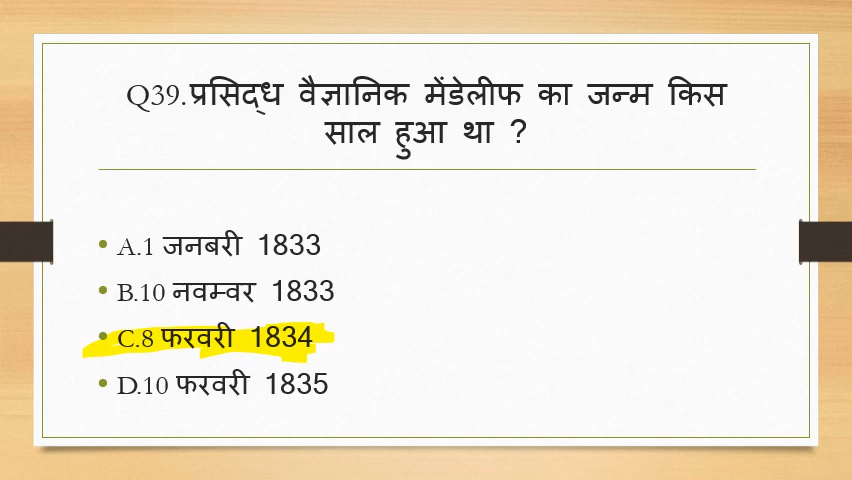 Q39.प्रसिद्ध वैज्ञानिक मेंडेलीफ का जन्म किस
साल हुआ था ?
• A.1 जनबरी 1833
• B.10 नवम्वर 1833
• C.8 फरवरी 1834
• D.10 फरवरी 1835